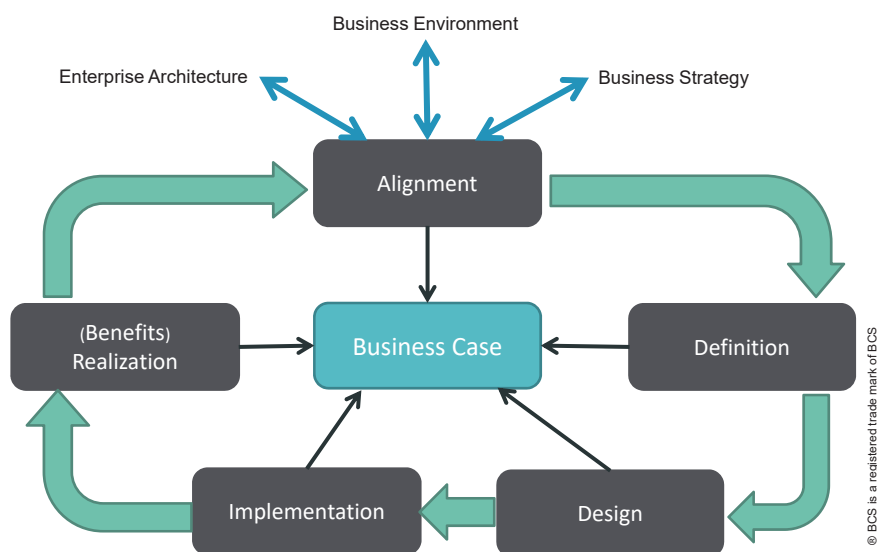 Business Environment
Enterprise Architecture
Business Strategy
Alignment
(Benefits)
Realization
Business Case
Definition
Implementation
Design
® BCS is a registered trade mark of BCS